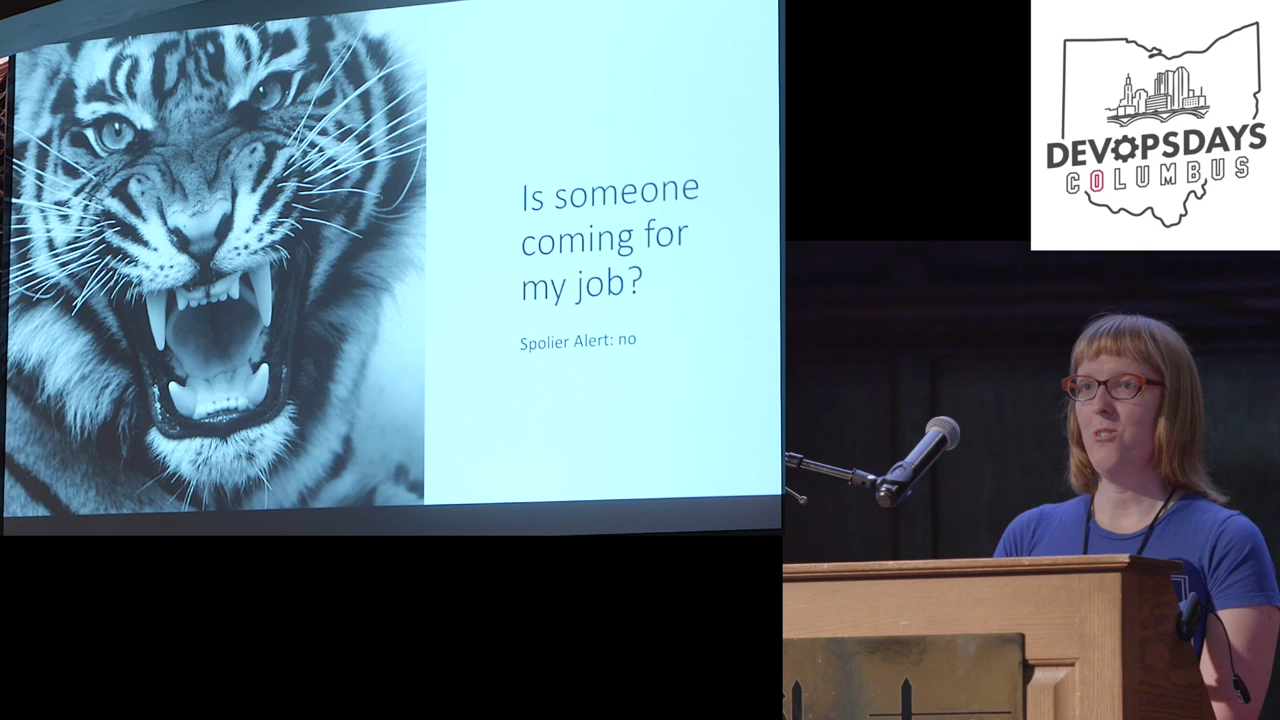 Is someone
coming for
my job?
Spolier Alert: no
DEVOPSDAYS
COLUMBUS